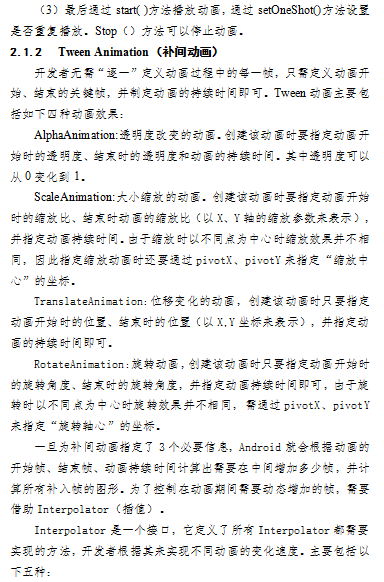 （3）最后通过 start( )方法播放动画，通过 setOneShot()方法设置
是否重复播放。Stop（）方法可以停止动画。
2.1.2 Tween Animation（补间动画）
开发者无需“逐一”定义动画过程中的每一帧，只需定义动画开
始、结束的关键帧，并制定动画的持续时间即可。Tween 动画主要包
括如下四种动画效果：
AlphaAnimation:透明度改变的动画。创建该动画时要指定动画开
始时的透明度、结束时的透明度和动画的持续时间。其中透明度可以
从 0 变化到 1。
ScaleAnimation:大小缩放的动画。创建该动画时要指定动画开始
时的缩放比、结束时动画的缩放比（以 X、Y 轴的缩放参数来表示），
并指定动画持续时间。由于缩放时以不同点为中心时缩放效果并不相
同，因此指定缩放动画时还要通过 pivotX、pivotY 来指定“缩放中
心”的坐标。
TranslateAnimation:位移变化的动画，创建该动画时只要指定
动画开始时的位置、结束时的位置（以 X,Y 坐标来表示），并指定动
画的持续时间即可。
RotateAnimation:旋转动画，创建该动画时只要指定动画开始时
的旋转角度、结束时的旋转角度，并指定动画持续时间即可，由于旋
转时以不同点为中心时旋转效果并不相同，需通过 pivotX、pivotY
来指定“旋转轴心”的坐标。
一旦为补间动画指定了 3 个必要信息，Android 就会根据动画的
开始帧、结束帧、动画持续时间计算出需要在中间增加多少帧，并计
算所有补入帧的图形。为了控制在动画期间需要动态增加的帧，需要
借助 Interpolator（插值）。
Interpolator 是一个接口，它定义了所有 Interpolator 都需要
实现的方法，开发者根据其来实现不同动画的变化速度。主要包括以
下五种：